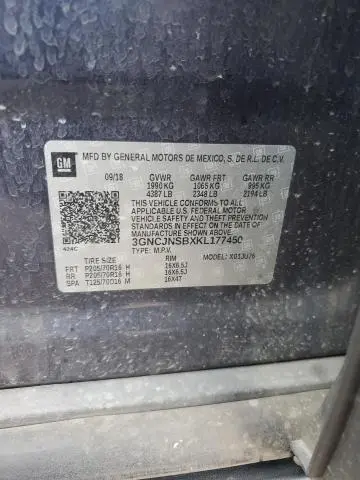 GM
MFD BY GENERAL MOTORS DE MEXICO, S. DE R.L. DE C.V.
09/18 GVWR GAWR FRT GAWR RR
1990 KG 1065 KG 995 KG
4387 LB 2348 LB 2194 LB
THIS VEHICLE CONFORMS TO ALL
APPLICABLE U.S. FEDERAL MOTOR
VEHICLE SAFETY, BUMPER, AND THEFT
PREVENTION STANDARDS IN EFFECT ON
THE DATE OF MANUFACTURE SHOWN ABOVE.
3GNCJNSBXKL177450
424C TYPE: M.P.V. MODEL: X01JU76
TIRE SIZE RIM
FRT P205/70R16 H 16X6.5J
RR P205/70R16 H 16X6.5J
SPA T125/70D16 M 16X4T